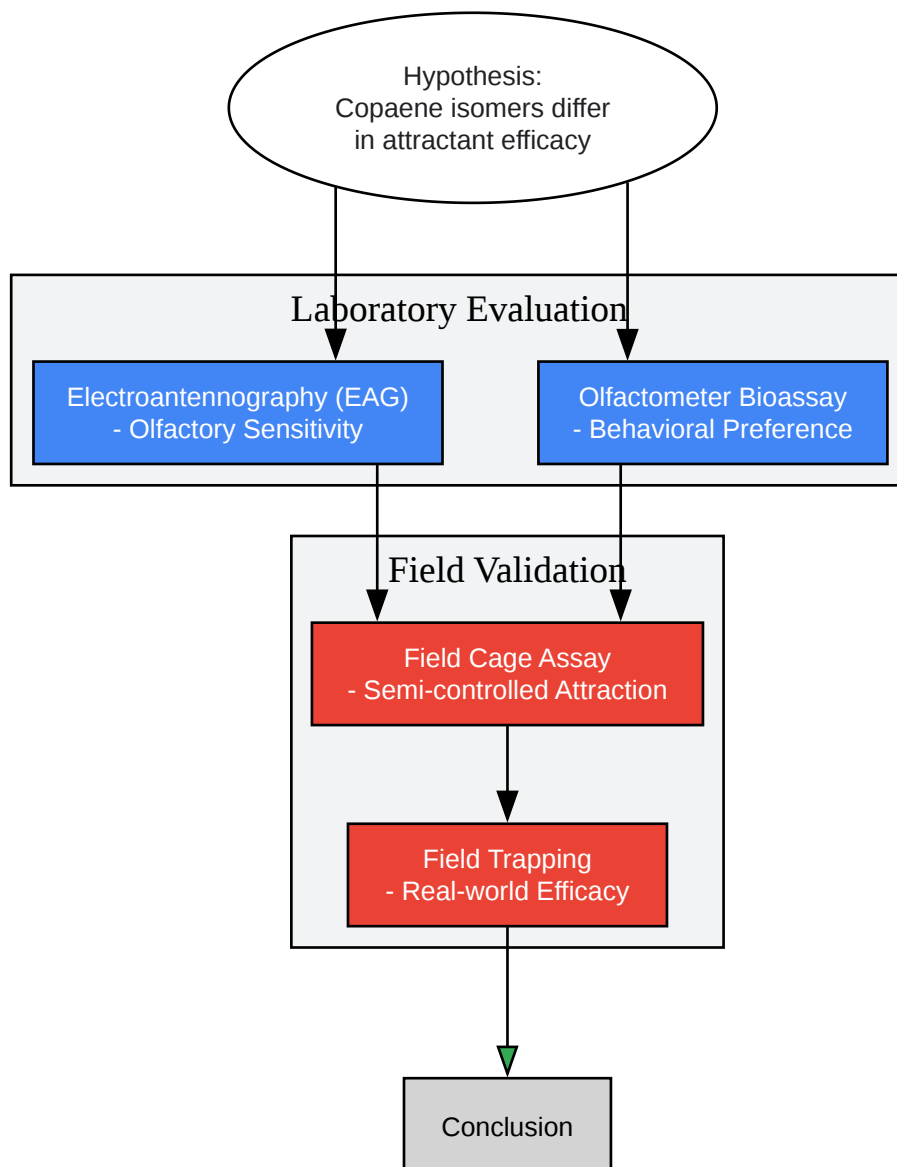 Hypothesis:
Copaene isomers differ
in attractant efficacy
Laboratory Evaluation
Electroantennography (EAG)
- Olfactory Sensitivity
Olfactometer Bioassay
- Behavioral Preference
Field Validation
Field Cage Assay
- Semi-controlled Attraction
Field Trapping
- Real-world Efficacy
Conclusion